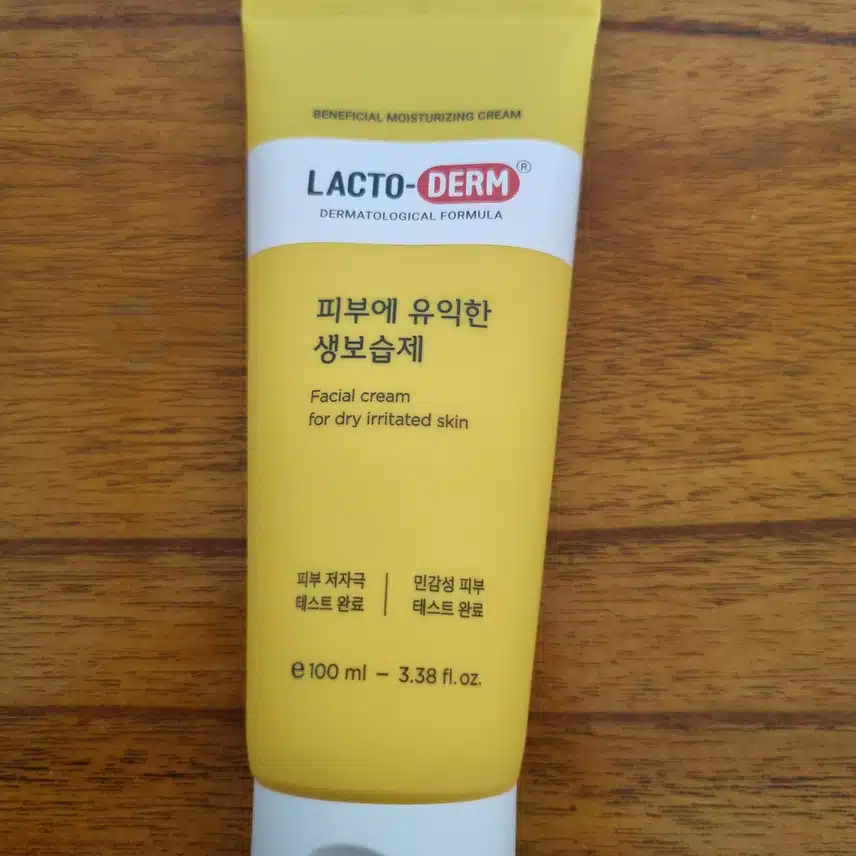 BENEFICIAL MOISTURIZING CREAM
LACTO-DERM®
DERMATOLOGICAL FORMULA
피부에 유익한
생보습제
Facial cream
for dry irritated skin
피부 저자극
테스트 완료
민감성 피부
테스트 완료
℮ 100 ml – 3.38 fl. oz.